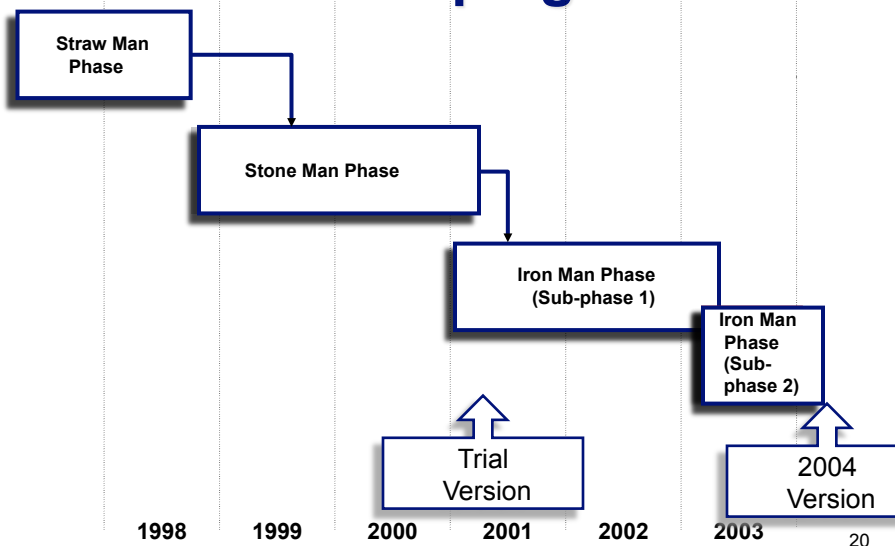 Straw Man
Phase
Stone Man Phase
Iron Man Phase
(Sub-phase 1)
Iron Man
Phase
(Sub-
phase 2)
Trial
Version
2004
Version
1998 1999 2000 2001 2002 2003
20